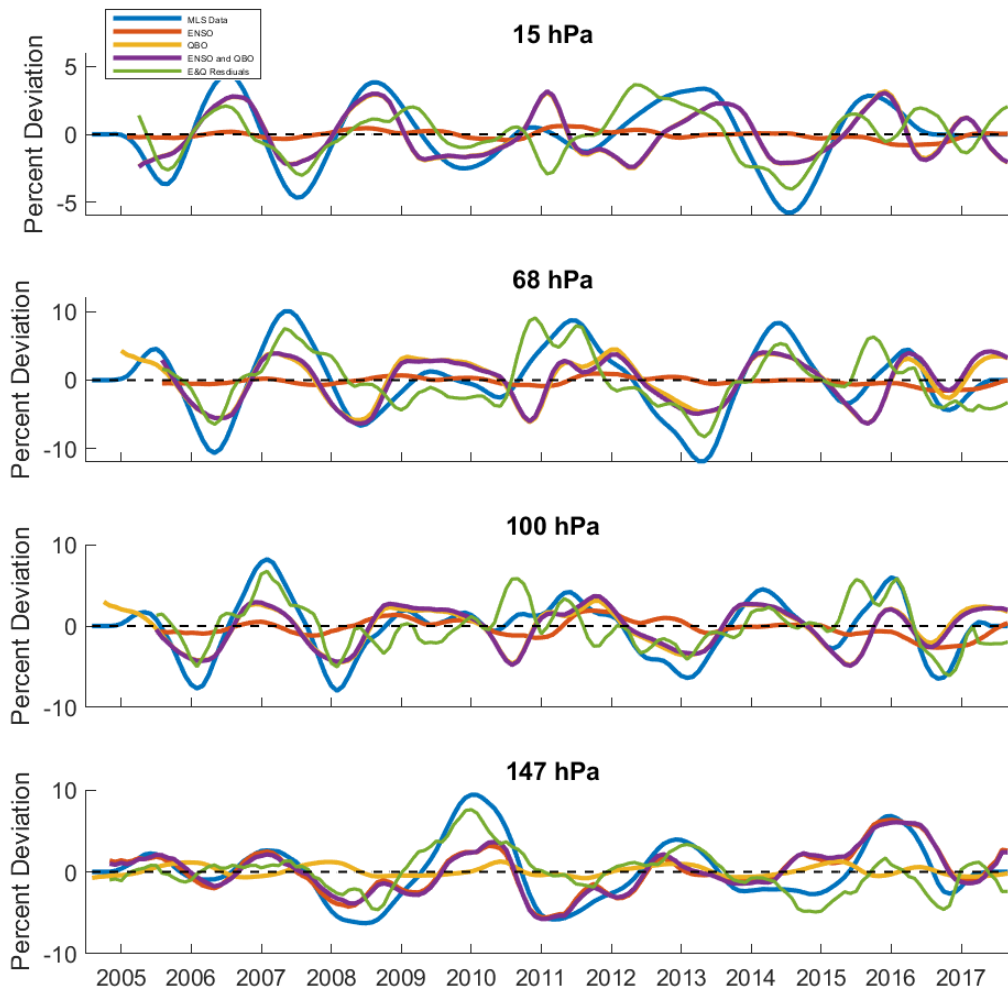 MLS Data
ENSO
QBO
ENSO and QBO
E&Q Resdiuals
15 hPa
Percent Deviation
5
0
-5
68 hPa
Percent Deviation
10
0
-10
100 hPa
Percent Deviation
10
0
-10
147 hPa
Percent Deviation
10
0
-10
2005 2006 2007 2008 2009 2010 2011 2012 2013 2014 2015 2016 2017